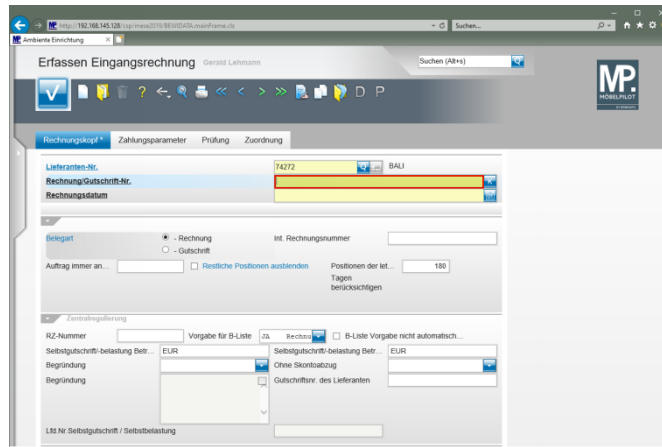 http://192.168.145.128/csp/mesa2019/BEWIDATA.mainFrame.cls
Suchen...
Ambiente Einrichtung
Erfassen Eingangsrechnung Gerald Lehmann
Suchen (Alt+s)
MP.
MÖBELPILOT
D P
Rechnungskopf * Zahlungsparameter Prüfung Zuordnung
Lieferanten-Nr. 74272 BALI
Rechnung/Gutschrift-Nr.
Rechnungsdatum
Belegart - Rechnung Int. Rechnungsnummer
- Gutschrift
Auftrag immer an... Restliche Positionen ausblenden Positionen der let... 180
Tagen
berücksichtigen
Zentralregulierung
RZ-Nummer Vorgabe für B-Liste JA Rechnu B-Liste Vorgabe nicht automatisch...
Selbstgutschrift/-belastung Betr... EUR Selbstgutschrift/-belastung Betr... EUR
Begründung Ohne Skontoabzug
Begründung Gutschriftsnr. des Lieferanten
Lfd.Nr.Selbstgutschrift / Selbstbelastung